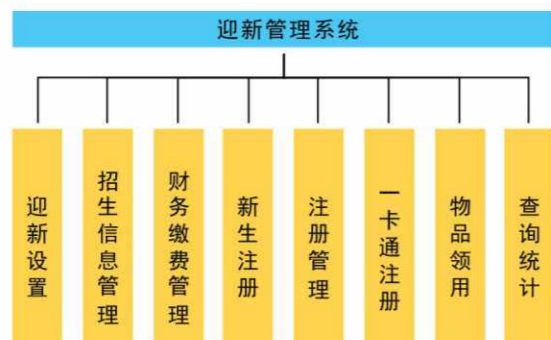 迎新管理系统
迎新设置
招生信息管理
财务缴费管理
新生注册
注册管理
一卡通注册
物品领用
查询统计